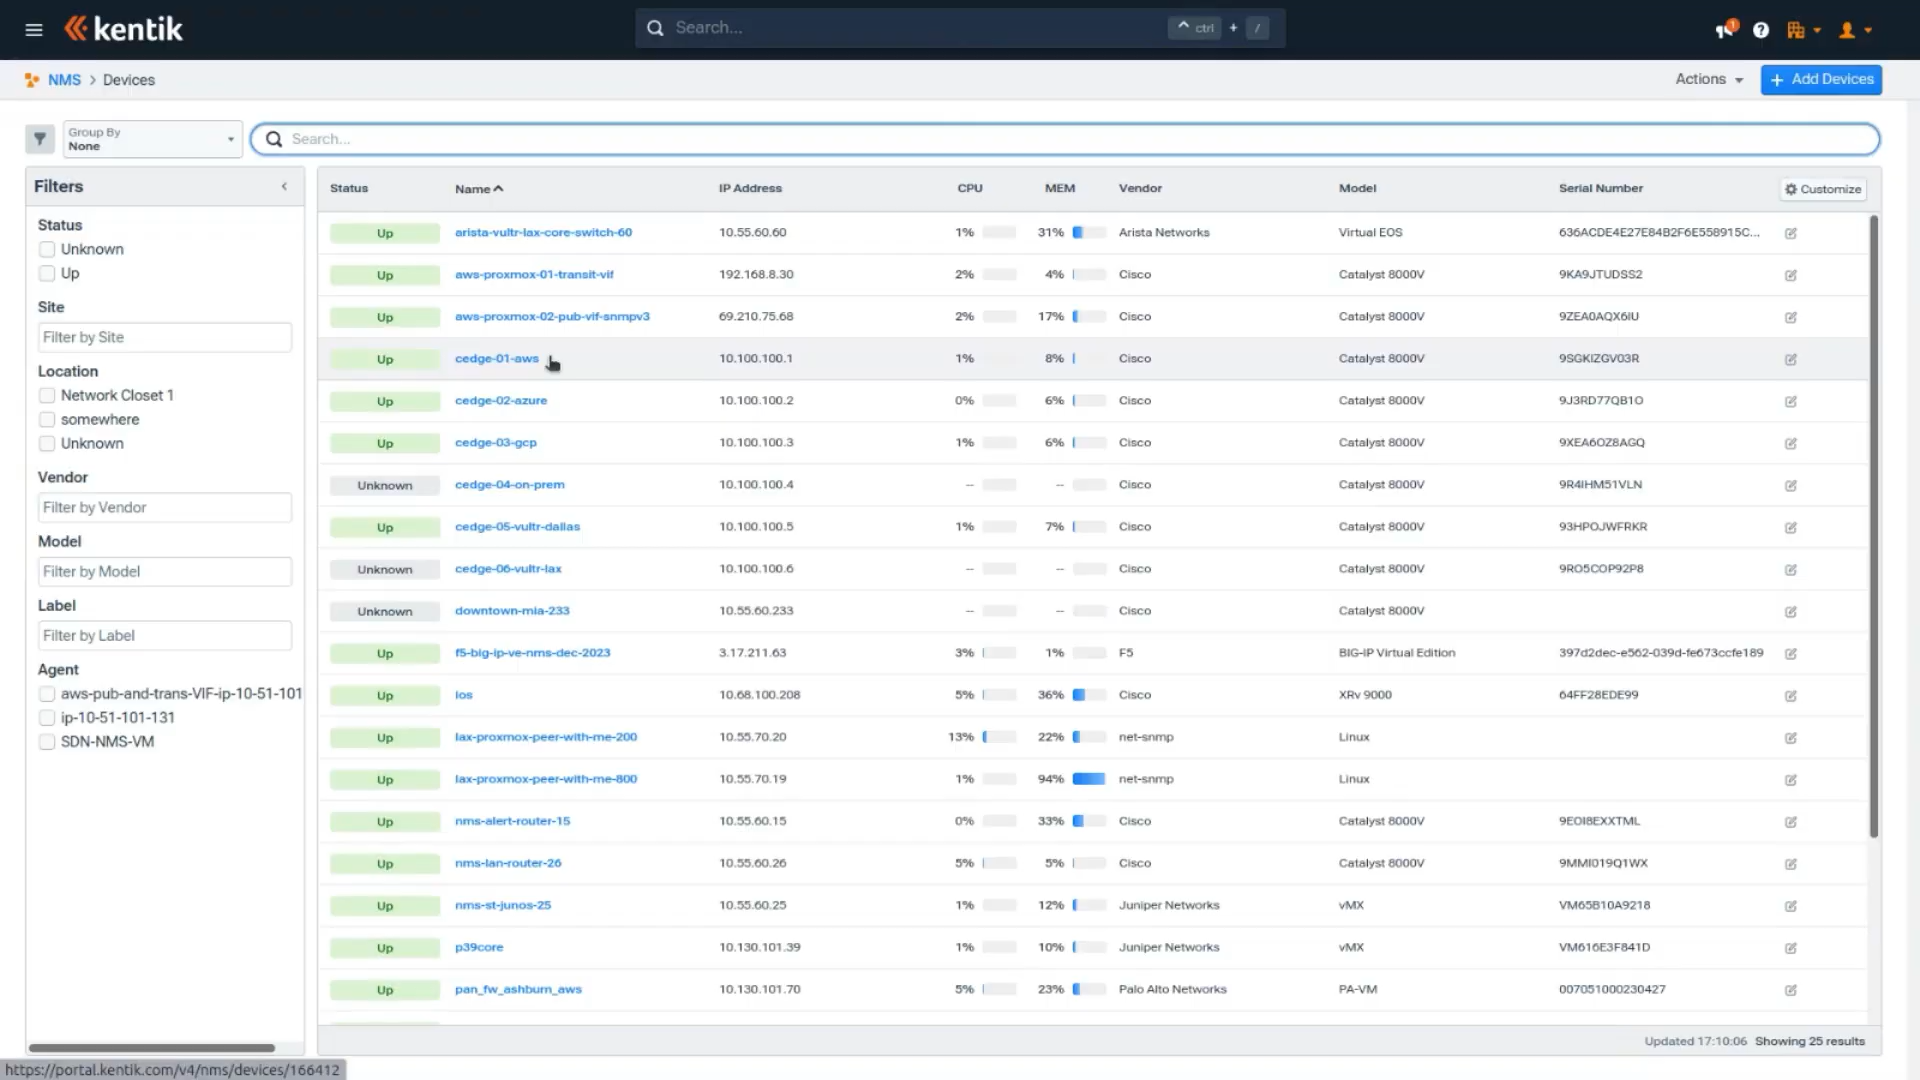 kentik
Search...
^ ctrl + /
1
NMS > Devices
Actions
+ Add Devices
Group By
None
Search...
Filters
Status
Unknown
Up
Site
Filter by Site
Location
Network Closet 1
somewhere
Unknown
Vendor
Filter by Vendor
Model
Filter by Model
Label
Filter by Label
Agent
aws-pub-and-trans-VIF-ip-10-51-101
ip-10-51-101-131
SDN-NMS-VM
Status Name IP Address CPU MEM Vendor Model Serial Number Customize
Up arista-vultr-lax-core-switch-60 10.55.60.60 1% 31% Arista Networks Virtual EOS 636ACDE4E27E84B2F6E558915C...
Up aws-proxmox-01-transit-vif 192.168.8.30 2% 4% Cisco Catalyst 8000V 9KA9JTUDSS2
Up aws-proxmox-02-pub-vif-snmpv3 69.210.75.68 2% 17% Cisco Catalyst 8000V 9ZEA0AQX6IU
Up cedge-01-aws 10.100.100.1 1% 8% Cisco Catalyst 8000V 9SGKIZGV03R
Up cedge-02-azure 10.100.100.2 0% 6% Cisco Catalyst 8000V 9J3RD77QB1O
Up cedge-03-gcp 10.100.100.3 1% 6% Cisco Catalyst 8000V 9XEA6OZ8AGQ
Unknown cedge-04-on-prem 10.100.100.4 -- -- Cisco Catalyst 8000V 9R4IHM51VLN
Up cedge-05-vultr-dallas 10.100.100.5 1% 7% Cisco Catalyst 8000V 93HPOJWFRKR
Unknown cedge-06-vultr-lax 10.100.100.6 -- -- Cisco Catalyst 8000V 9RO5COP92P8
Unknown downtown-mia-233 10.55.60.233 -- -- Cisco Catalyst 8000V
Up f5-big-ip-ve-nms-dec-2023 3.17.211.63 3% 1% F5 BIG-IP Virtual Edition 397d2dec-e562-039d-fe673ccfe189
Up ios 10.68.100.208 5% 36% Cisco XRv 9000 64FF28EDE99
Up lax-proxmox-peer-with-me-200 10.55.70.20 13% 22% net-snmp Linux
Up lax-proxmox-peer-with-me-800 10.55.70.19 1% 94% net-snmp Linux
Up nms-alert-router-15 10.55.60.15 0% 33% Cisco Catalyst 8000V 9EOI8EXXTML
Up nms-lan-router-26 10.55.60.26 5% 5% Cisco Catalyst 8000V 9MMI019Q1WX
Up nms-st-junos-25 10.55.60.25 1% 12% Juniper Networks vMX VM65B10A9218
Up p39core 10.130.101.39 1% 10% Juniper Networks vMX VM616E3F841D
Up pan_fw_ashburn_aws 10.130.101.70 5% 23% Palo Alto Networks PA-VM 007051000230427
Updated 17:10:06 Showing 25 results
https://portal.kentik.com/v4/nms/devices/166412